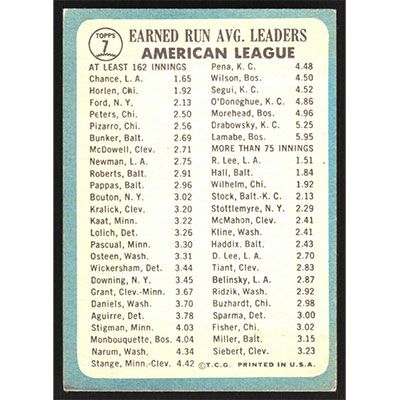 TOPPS
7
EARNED RUN AVG. LEADERS
AMERICAN LEAGUE
AT LEAST 162 INNINGS
Chance, L. A. 1.65
Horlen, Chi. 1.92
Ford, N. Y. 2.13
Peters, Chi. 2.50
Pizarro, Chi. 2.56
Bunker, Balt. 2.69
McDowell, Clev. 2.71
Newman, L. A. 2.75
Roberts, Balt. 2.91
Pappas, Balt. 2.96
Bouton, N. Y. 3.02
Kralick, Clev. 3.20
Kaat, Minn. 3.22
Lolich, Det. 3.26
Pascual, Minn. 3.30
Osteen, Wash. 3.31
Wickersham, Det. 3.44
Downing, N. Y. 3.45
Grant, Clev.-Minn. 3.67
Daniels, Wash. 3.70
Aguirre, Det. 3.78
Stigman, Minn. 4.03
Monbouquette, Bos. 4.04
Narum, Wash. 4.34
Stange, Minn.-Clev. 4.42
Pena, K. C. 4.48
Wilson, Bos. 4.50
Segui, K. C. 4.52
O'Donoghue, K. C. 4.86
Morehead, Bos. 4.96
Drabowsky, K. C. 5.25
Lamabe, Bos. 5.95
MORE THAN 75 INNINGS
R. Lee, L. A. 1.51
Hall, Balt. 1.84
Wilhelm, Chi. 1.92
Stock, Balt.-K. C. 2.13
Stottlemyre, N. Y. 2.29
McMahon, Clev. 2.41
Kline, Wash. 2.41
Haddix, Balt. 2.43
D. Lee, L. A. 2.70
Tiant, Clev. 2.83
Belinsky, L. A. 2.87
Ridzik, Wash. 2.90
Buzhardt, Chi. 2.98
Sparma, Det. 3.00
Fisher, Chi. 3.02
Miller, Balt. 3.15
Siebert, Clev. 3.23
© T.C.G. PRINTED IN U.S.A.